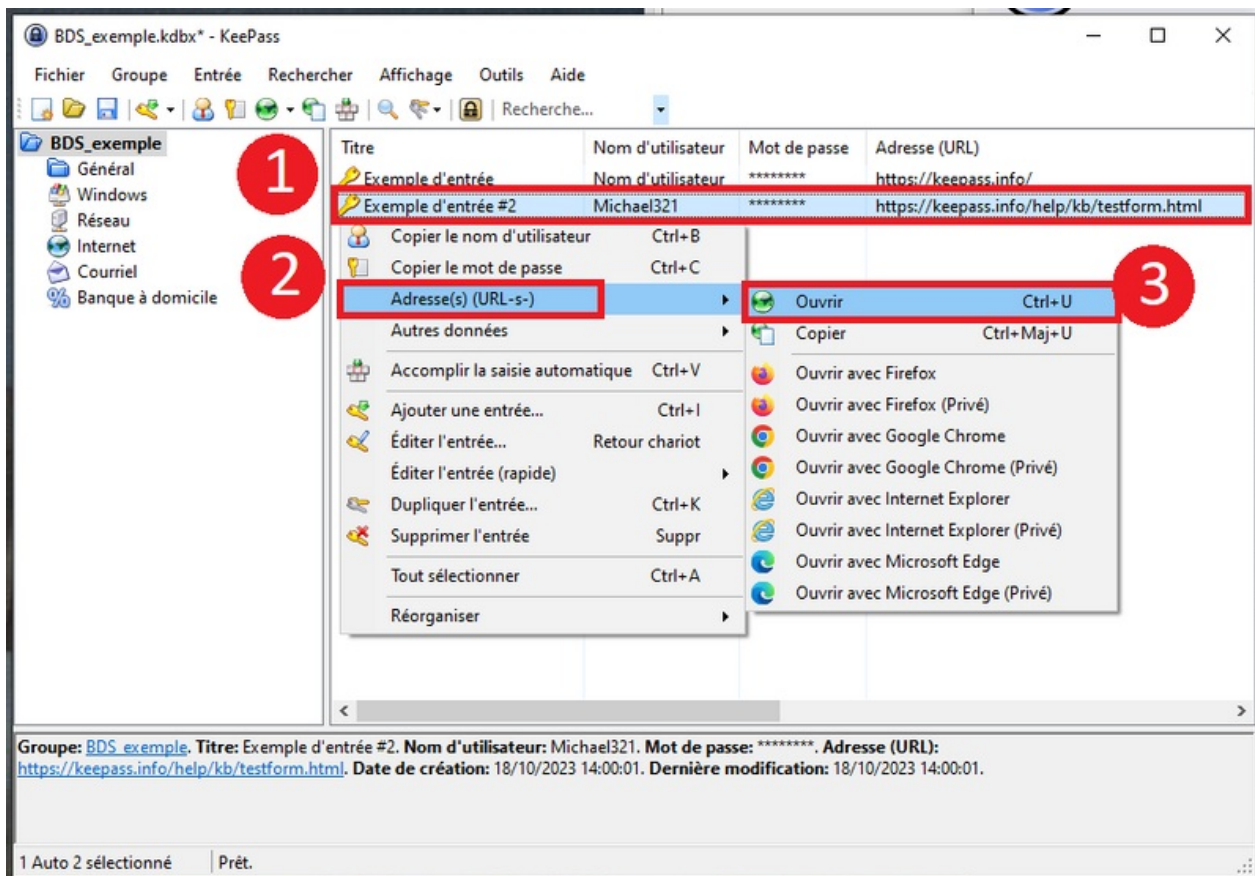 BDS_exemple.kdbx* - KeePass
Fichier Groupe Entrée Rechercher Affichage Outils Aide
Recherche...
BDS_exemple
Général
Windows
Réseau
Internet
Courriel
Banque à domicile
1
2
Titre Nom d'utilisateur Mot de passe Adresse (URL)
Exemple d'entrée Nom d'utilisateur ******** https://keepass.info/
Exemple d'entrée #2 Michael321 ******** https://keepass.info/help/kb/testform.html
Copier le nom d'utilisateur Ctrl+B
Copier le mot de passe Ctrl+C
Adresse(s) (URL-s-)
Autres données
Accomplir la saisie automatique Ctrl+V
Ajouter une entrée... Ctrl+I
Éditer l'entrée... Retour chariot
Éditer l'entrée (rapide)
Dupliquer l'entrée... Ctrl+K
Supprimer l'entrée Suppr
Tout sélectionner Ctrl+A
Réorganiser
Ouvrir Ctrl+U
3
Copier Ctrl+Maj+U
Ouvrir avec Firefox
Ouvrir avec Firefox (Privé)
Ouvrir avec Google Chrome
Ouvrir avec Google Chrome (Privé)
Ouvrir avec Internet Explorer
Ouvrir avec Internet Explorer (Privé)
Ouvrir avec Microsoft Edge
Ouvrir avec Microsoft Edge (Privé)
Groupe: BDS_exemple. Titre: Exemple d'entrée #2. Nom d'utilisateur: Michael321. Mot de passe: ********. Adresse (URL):
https://keepass.info/help/kb/testform.html. Date de création: 18/10/2023 14:00:01. Dernière modification: 18/10/2023 14:00:01.
1 Auto 2 sélectionné Prêt.